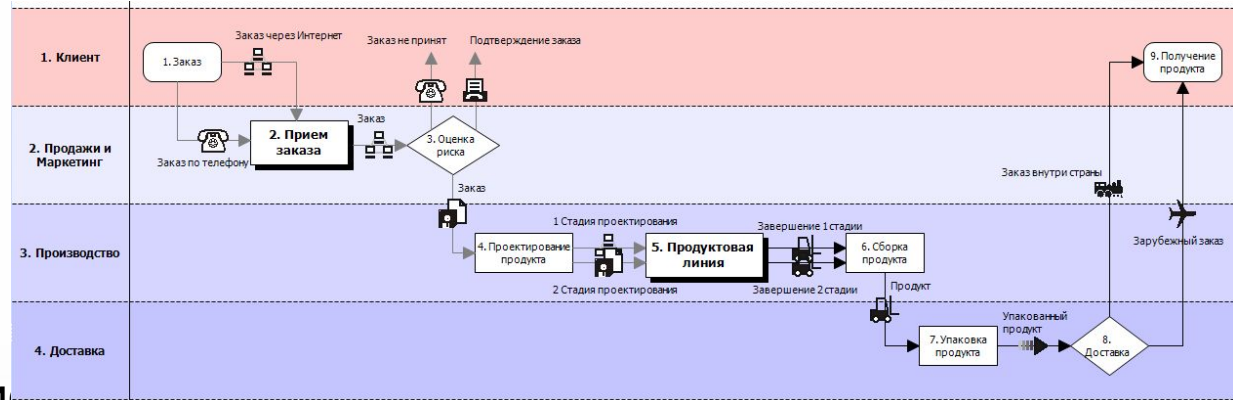 1. Клиент
1. Заказ
Заказ через Интернет
Заказ не принят
Подтверждение заказа
9. Получение
продукта
2. Продажи и
Маркетинг
Заказ по телефону
2. Прием
заказа
Заказ
3. Оценка
риска
Заказ
Заказ внутри страны
3. Производство
4. Проектирование
продукта
1 Стадия проектирования
2 Стадия проектирования
5. Продуктовая
линия
Завершение 1 стадии
Завершение 2 стадии
6. Сборка
продукта
Продукт
Зарубежный заказ
4. Доставка
7. Упаковка
продукта
Упакованный
продукт
8.
Доставка